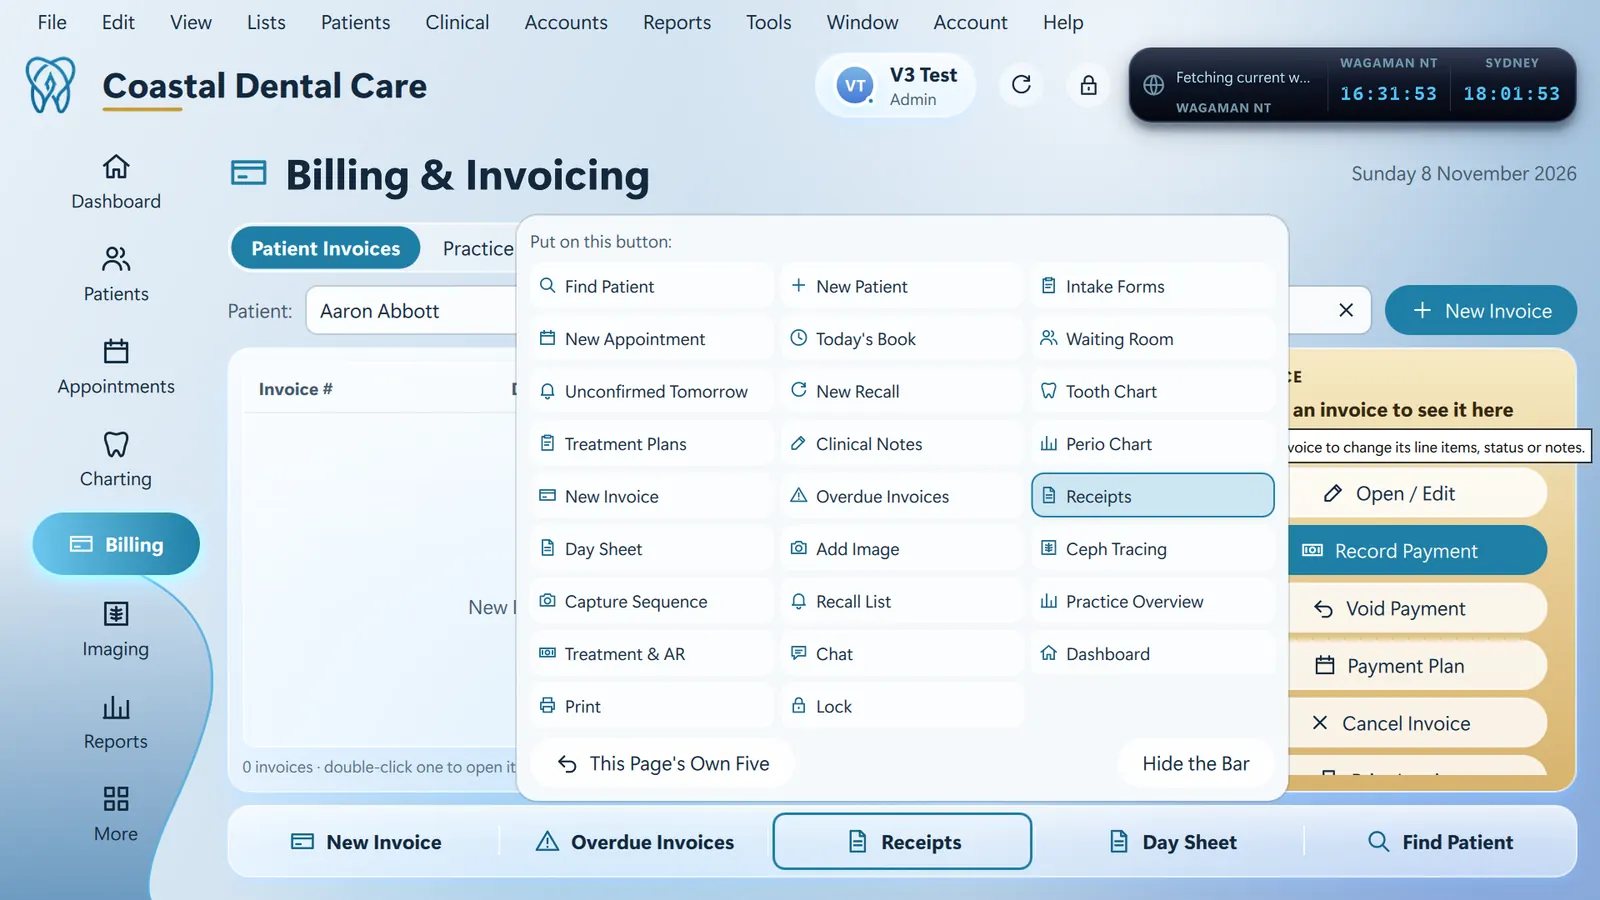 File Edit View Lists Patients Clinical Accounts Reports Tools Window Account Help
Coastal Dental Care
VT
V3 Test
Admin
Fetching current w...
WAGAMAN NT
WAGAMAN NT
16:31:53
SYDNEY
18:01:53
Dashboard
Patients
Appointments
Charting
Billing
Imaging
Reports
More
Billing & Invoicing
Sunday 8 November 2026
Patient Invoices
Practice
Patient:
Aaron Abbott
New Invoice
Invoice #
0 invoices · double-click one to open it
Put on this button:
Find Patient
New Patient
Intake Forms
New Appointment
Today's Book
Waiting Room
Unconfirmed Tomorrow
New Recall
Tooth Chart
Treatment Plans
Clinical Notes
Perio Chart
New Invoice
Overdue Invoices
Receipts
Day Sheet
Add Image
Ceph Tracing
Capture Sequence
Recall List
Practice Overview
Treatment & AR
Chat
Dashboard
Print
Lock
This Page's Own Five
Hide the Bar
New
an invoice to see it here
voice to change its line items, status or notes.
Open / Edit
Record Payment
Void Payment
Payment Plan
Cancel Invoice
New Invoice
Overdue Invoices
Receipts
Day Sheet
Find Patient